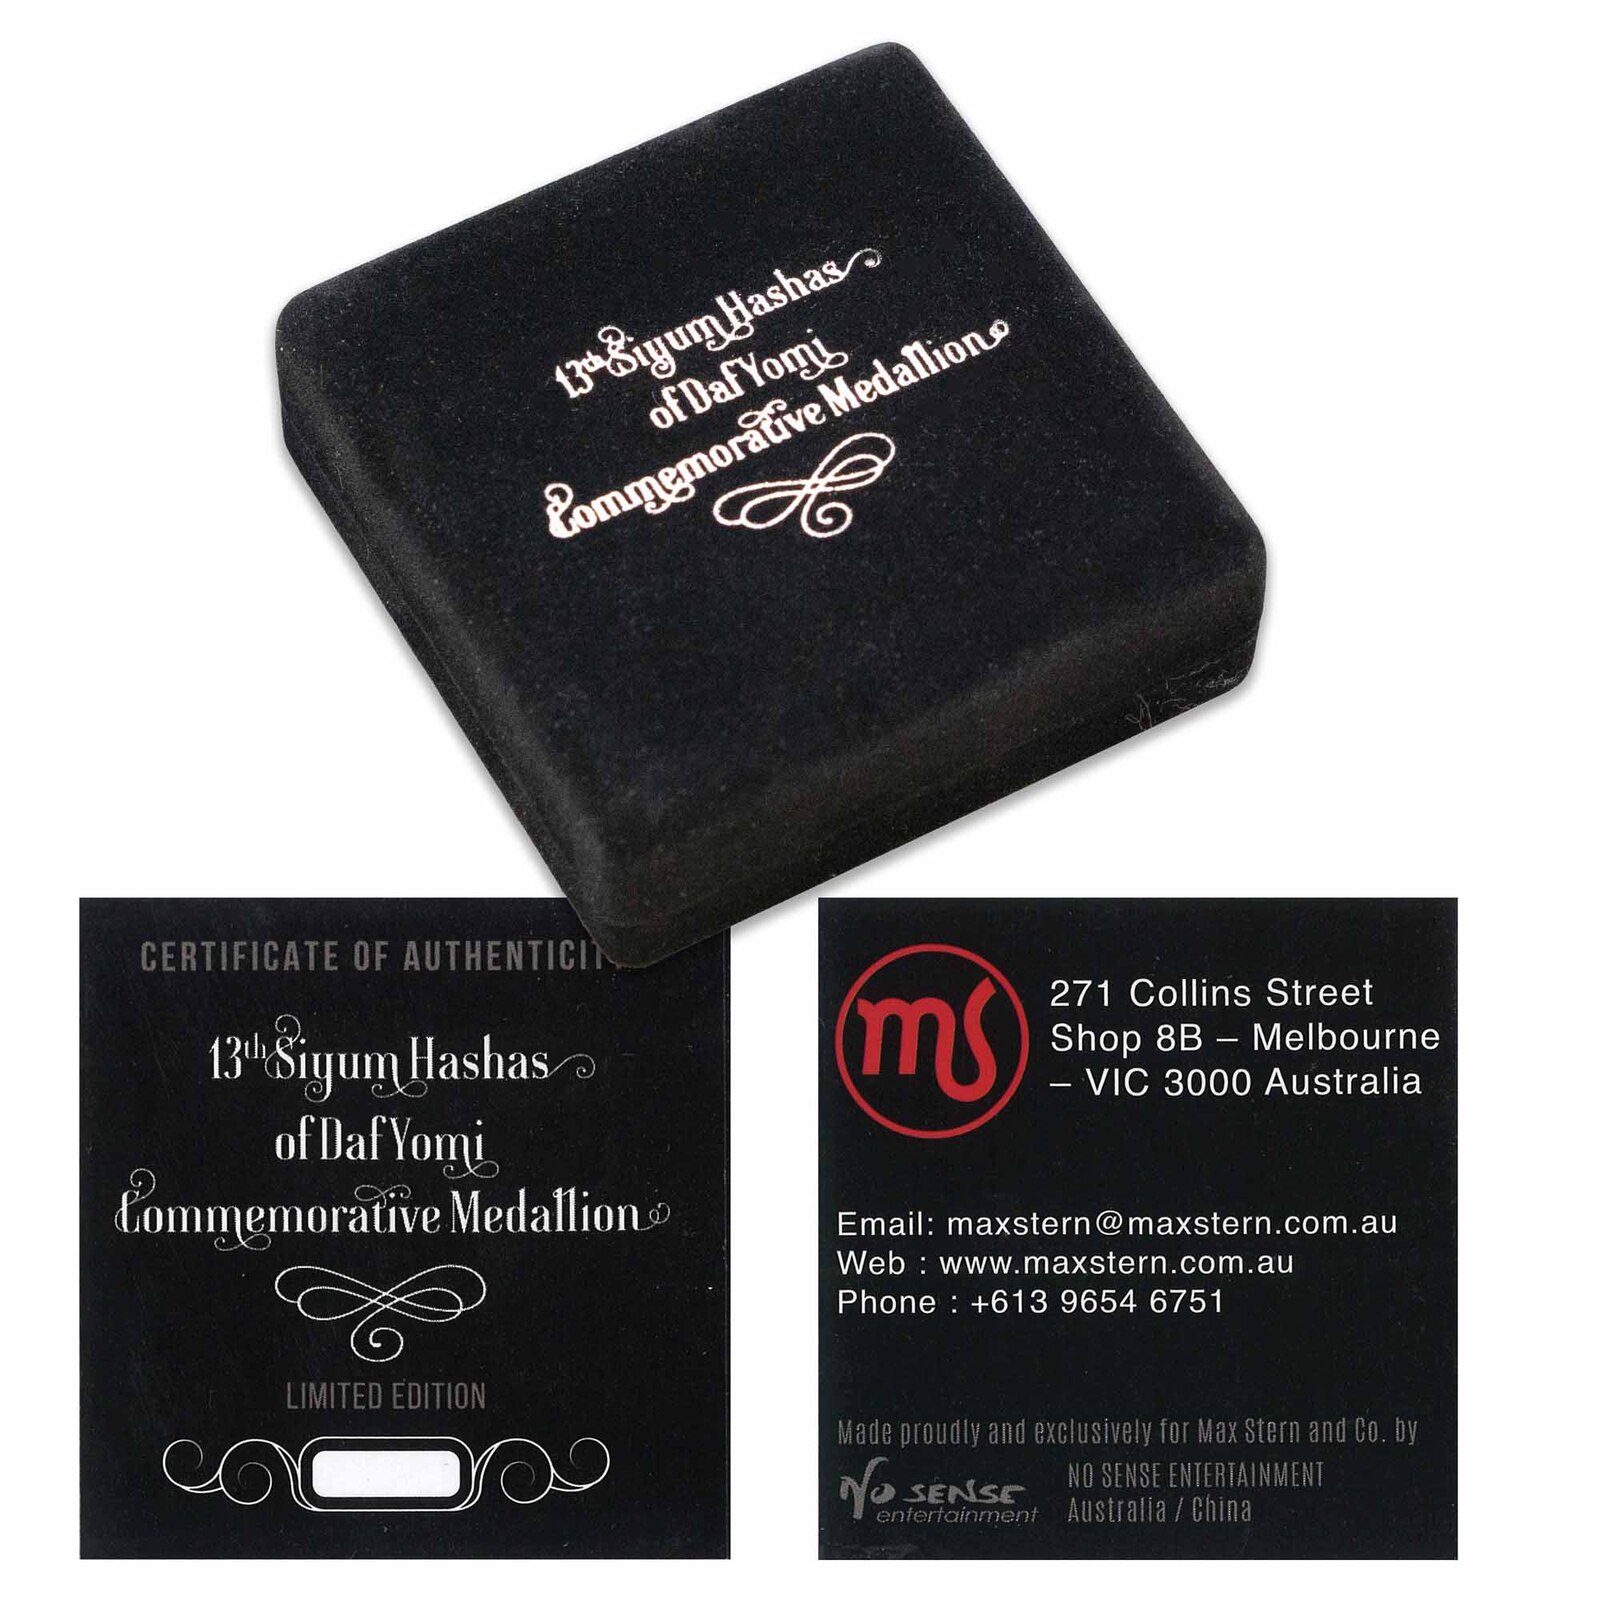 13th Siyum Hashas
of Daf Yomi
Commemorative Medallion
CERTIFICATE OF AUTHENTICITY
13th Siyum Hashas
of Daf Yomi
Commemorative Medallion
LIMITED EDITION
ms
271 Collins Street
Shop 8B – Melbourne
– VIC 3000 Australia
Email: maxstern@maxstern.com.au
Web : www.maxstern.com.au
Phone : +613 9654 6751
Made proudly and exclusively for Max Stern and Co. by
No SENSE
entertainment
NO SENSE ENTERTAINMENT
Australia / China